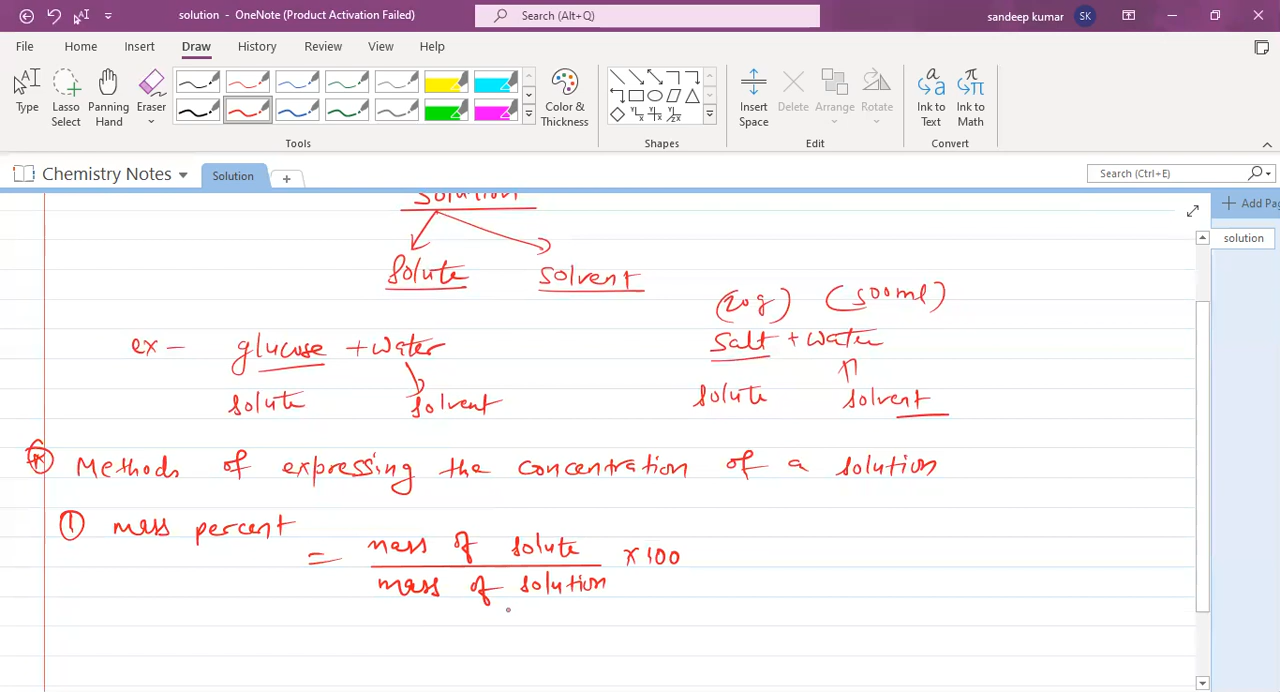 solution - OneNote (Product Activation Failed)
Search (Alt+Q)
sandeep kumar
SK
File Home Insert Draw History Review View Help
Type
Lasso Select
Panning Hand
Eraser
Color & Thickness
Insert Space
Delete
Arrange
Rotate
Ink to Text
Ink to Math
Tools
Shapes
Edit
Convert
Chemistry Notes
Solution
Search (Ctrl+E)
Add Pag
solution
Solution
Solute Solvent
(20g) (500ml)
ex - glucose + water
Salt + water
solute solvent
solute solvent
Methods of expressing the concentration of a solution
① mass percent
= mass of solute × 100
mass of solution